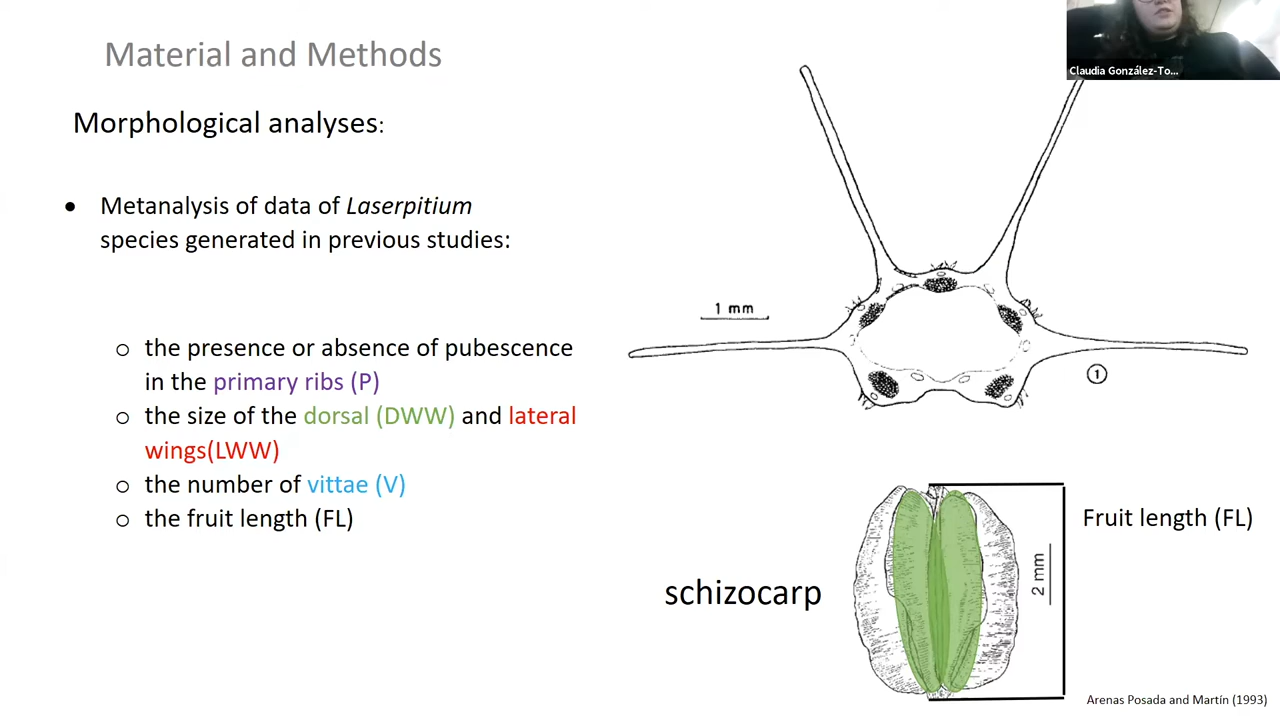 Material and Methods
Claudia González-To...
Morphological analyses:
• Metanalysis of data of Laserpitium
species generated in previous studies:
1 mm
o the presence or absence of pubescence
in the primary ribs (P)
1
o the size of the dorsal (DWW) and lateral
wings(LWW)
o the number of vittae (V)
o the fruit length (FL)
Fruit length (FL)
2 mm
schizocarp
Arenas Posada and Martín (1993)